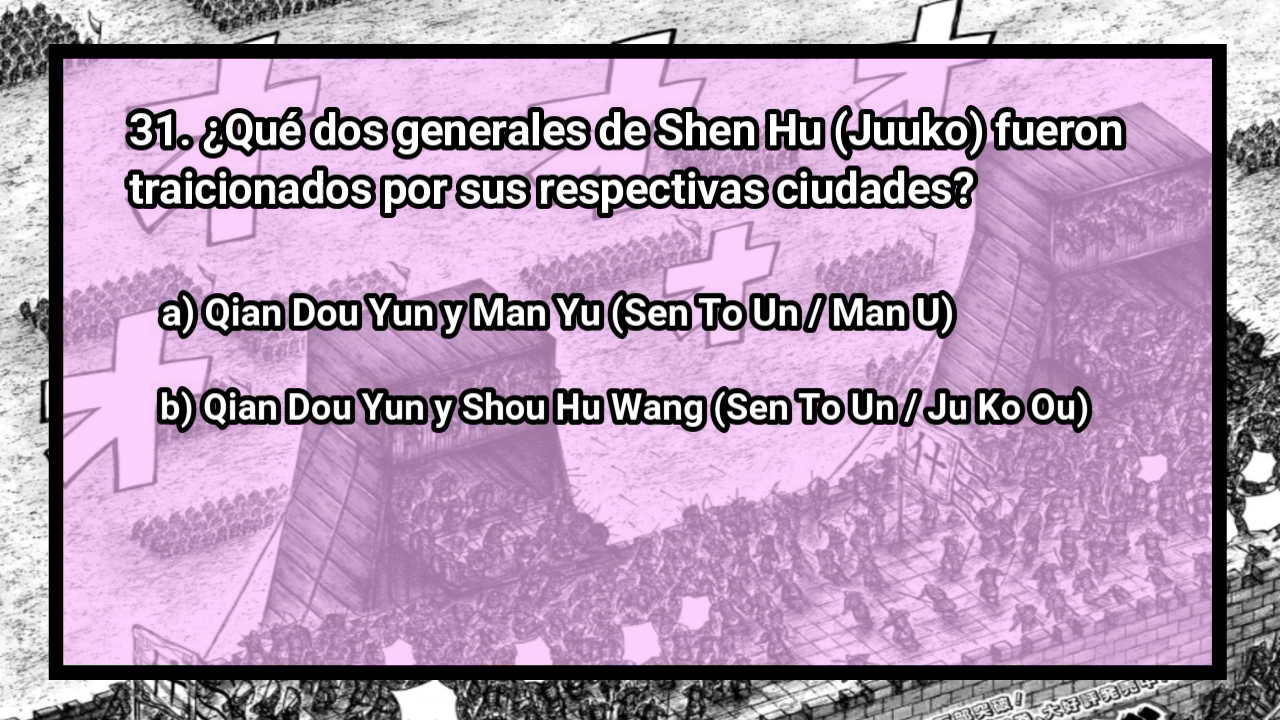 31. ¿Qué dos generales de Shen Hu (Juuko) fueron
traicionados por sus respectivas ciudades?
a) Qian Dou Yun y Man Yu (Sen To Un / Man U)
b) Qian Dou Yun y Shou Hu Wang (Sen To Un / Ju Ko Ou)